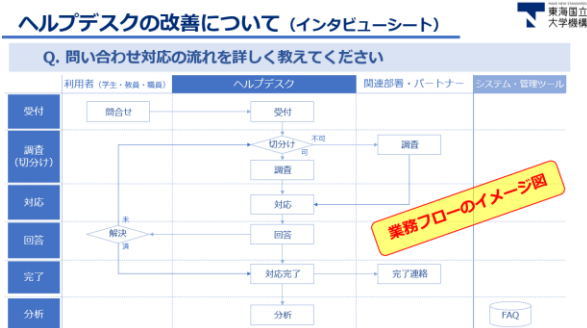 ヘルプデスクの改善について（インタビューシート）
東海国立
大学機構
Q. 問い合わせ対応の流れを詳しく教えてください
利用者（学生・教員・職員）
ヘルプデスク
関連部署・パートナー
システム・管理ツール
受付
問合せ
受付
調査
(切分け)
切分け
不可
可
調査
調査
対応
対応
業務フローのイメージ図
回答
未
解決
済
回答
完了
対応完了
完了連絡
分析
分析
FAQ